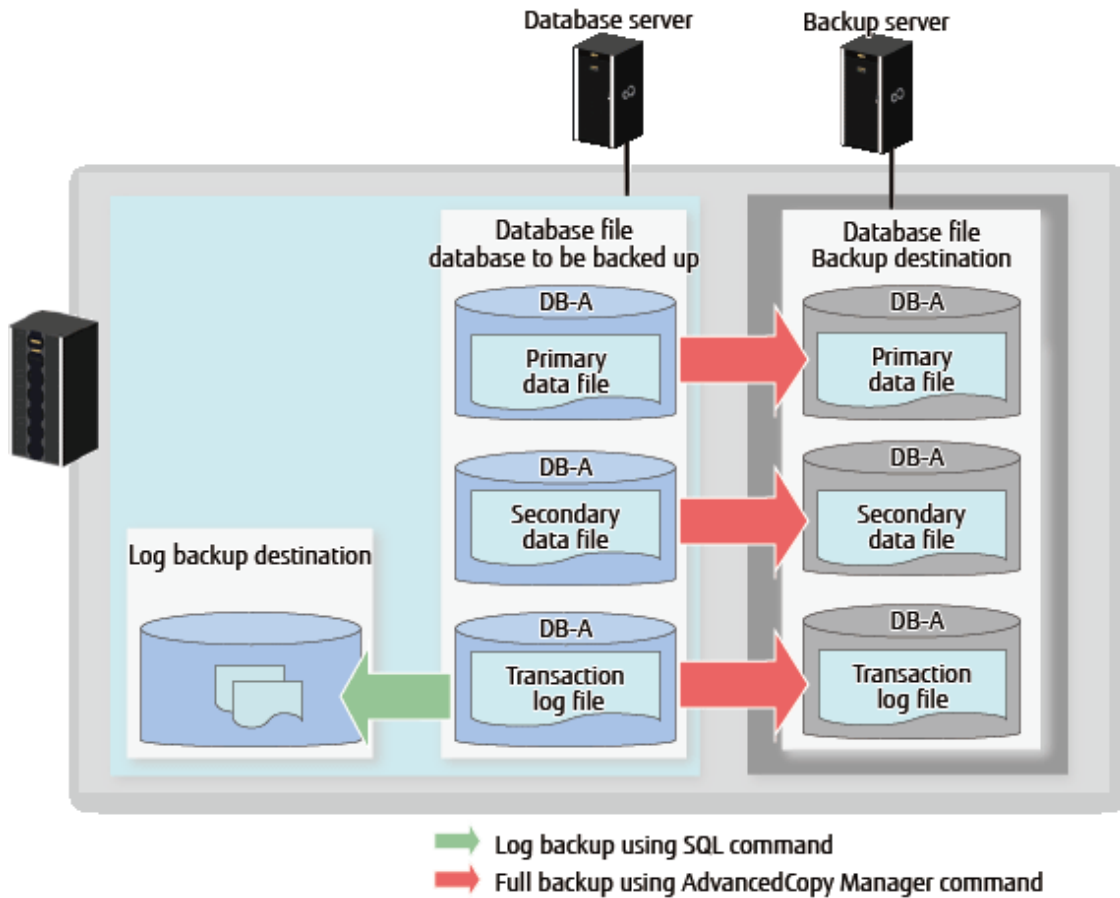 Database server
Backup server
Database file
database to be backed up
Database file
Backup destination
DB-A
Primary
data file
DB-A
Primary
data file
DB-A
Secondary
data file
DB-A
Secondary
data file
Log backup destination
DB-A
Transaction
log file
DB-A
Transaction
log file
Log backup using SQL command
Full backup using AdvancedCopy Manager command